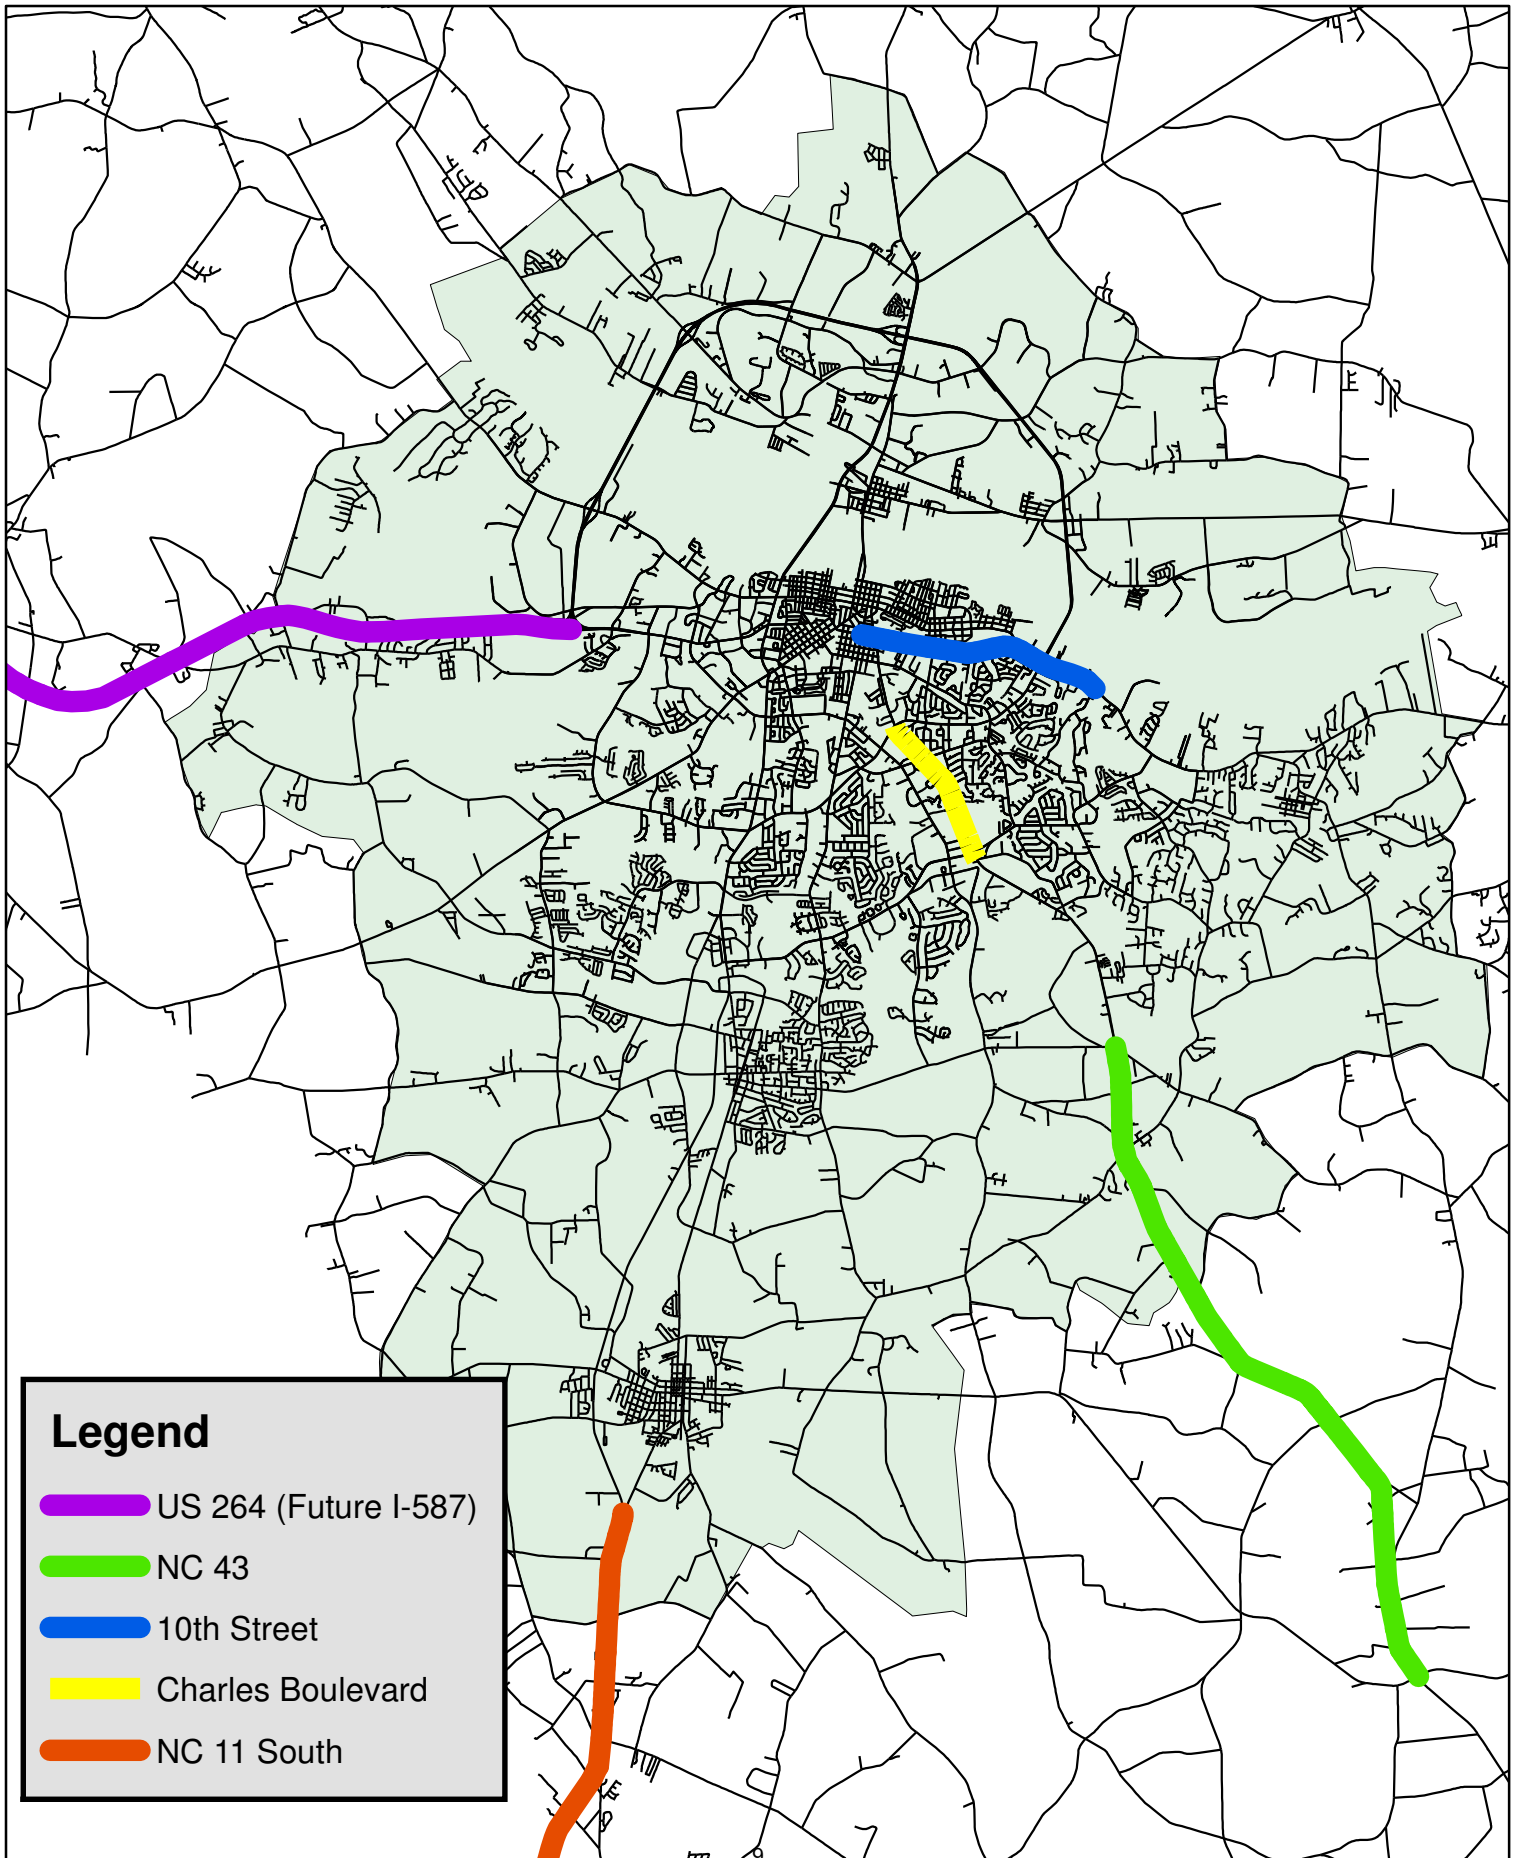 Legend
US 264 (Future I-587)
NC 43
10th Street
Charles Boulevard
NC 11 South